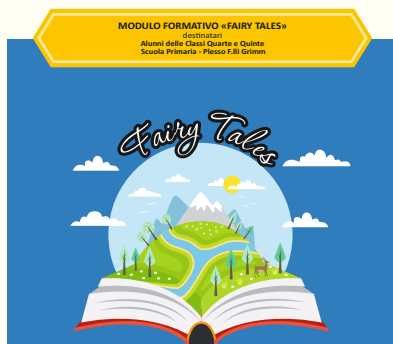 MODULO FORMATIVO «FAIRY TALES»
destinatari
Alunni delle Classi Quarte e Quinte
Scuola Primaria - Plesso F.lli Grimm
Fairy Tales